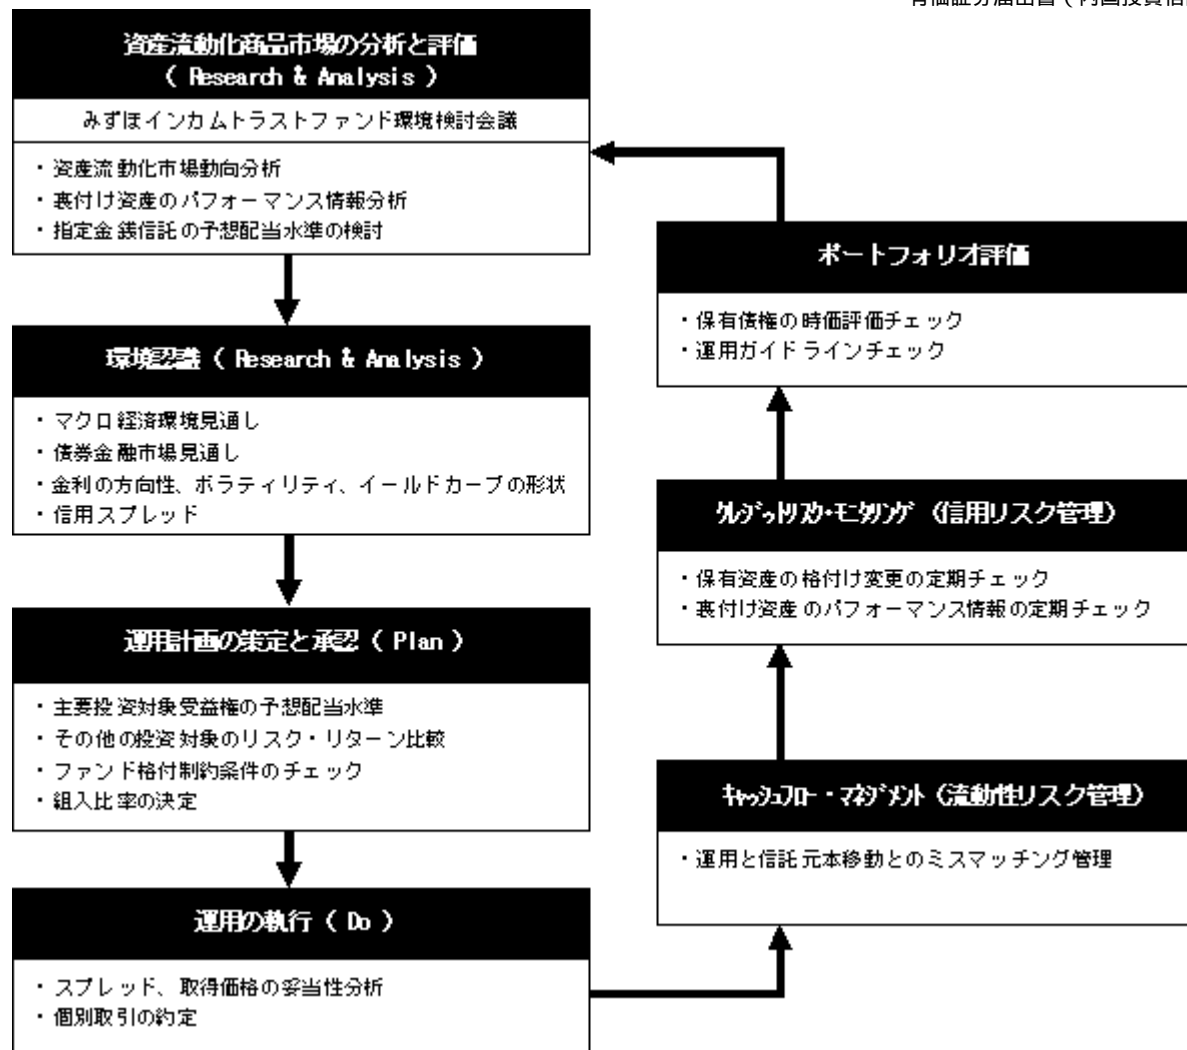 有価証券届出書（内国投資信
資産流動化商品市場の分析と評価
（ Research & Analysis ）
みずほインカムトラストファンド環境検討会議
・資産流動化市場動向分析
・裏付け資産のパフォーマンス情報分析
・指定金銭信託の予想配当水準の検討
環境認識（ Research & Analysis ）
・マクロ経済環境見通し
・債券金融市場見通し
・金利の方向性、ボラティリティ、イールドカーブの形状
・信用スプレッド
運用計画の策定と承認（ Plan ）
・主要投資対象受益権の予想配当水準
・その他の投資対象のリスク・リターン比較
・ファンド格付制約条件のチェック
・組入比率の決定
運用の執行（ Do ）
・スプレッド、取得価格の妥当性分析
・個別取引の約定
ポートフォリオ評価
・保有債権の時価評価チェック
・運用ガイドラインチェック
ｸﾚｼﾞｯﾄﾘｽｸ・ﾓﾆﾀﾘﾝｸﾞ（信用リスク管理）
・保有資産の格付け変更の定期チェック
・裏付け資産のパフォーマンス情報の定期チェック
ｷｬｯｼｭﾌﾛｰ・ﾏﾈｼﾞﾒﾝﾄ（流動性リスク管理）
・運用と信託元本移動とのミスマッチング管理